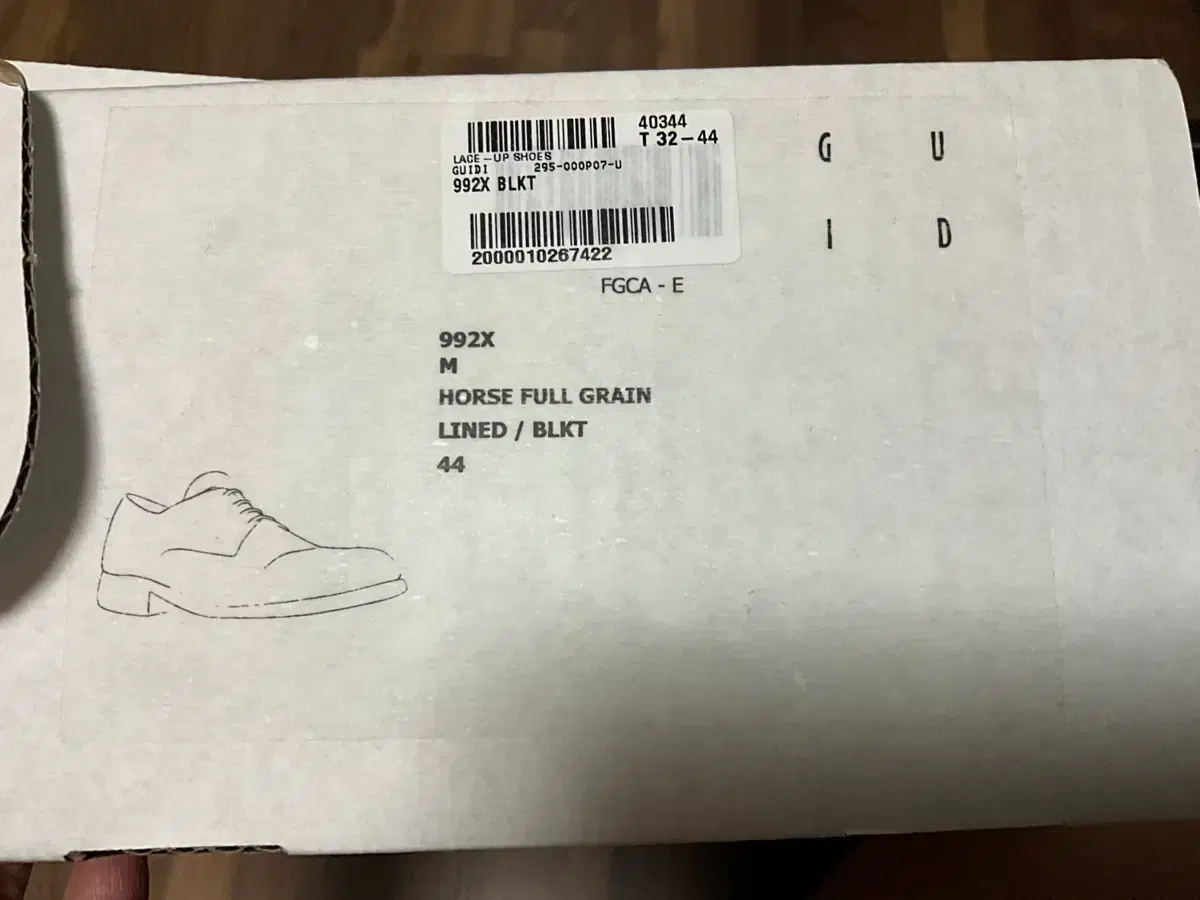 40344
T 32-44
LACE-UP SHOES
GUIDI 295-000P07-U
992X BLKT
2000010267422
G U
I D
FGCA - E
992X
M
HORSE FULL GRAIN
LINED / BLKT
44